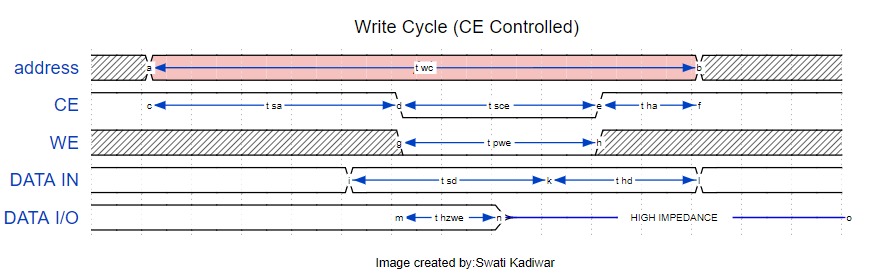 Write Cycle (CE Controlled)
address a t wc b
CE c t sa d t sce e t ha f
WE g t pwe h
DATA IN i t sd k t hd l
DATA I/O m t hzwe n HIGH IMPEDANCE o
Image created by:Swati Kadiwar